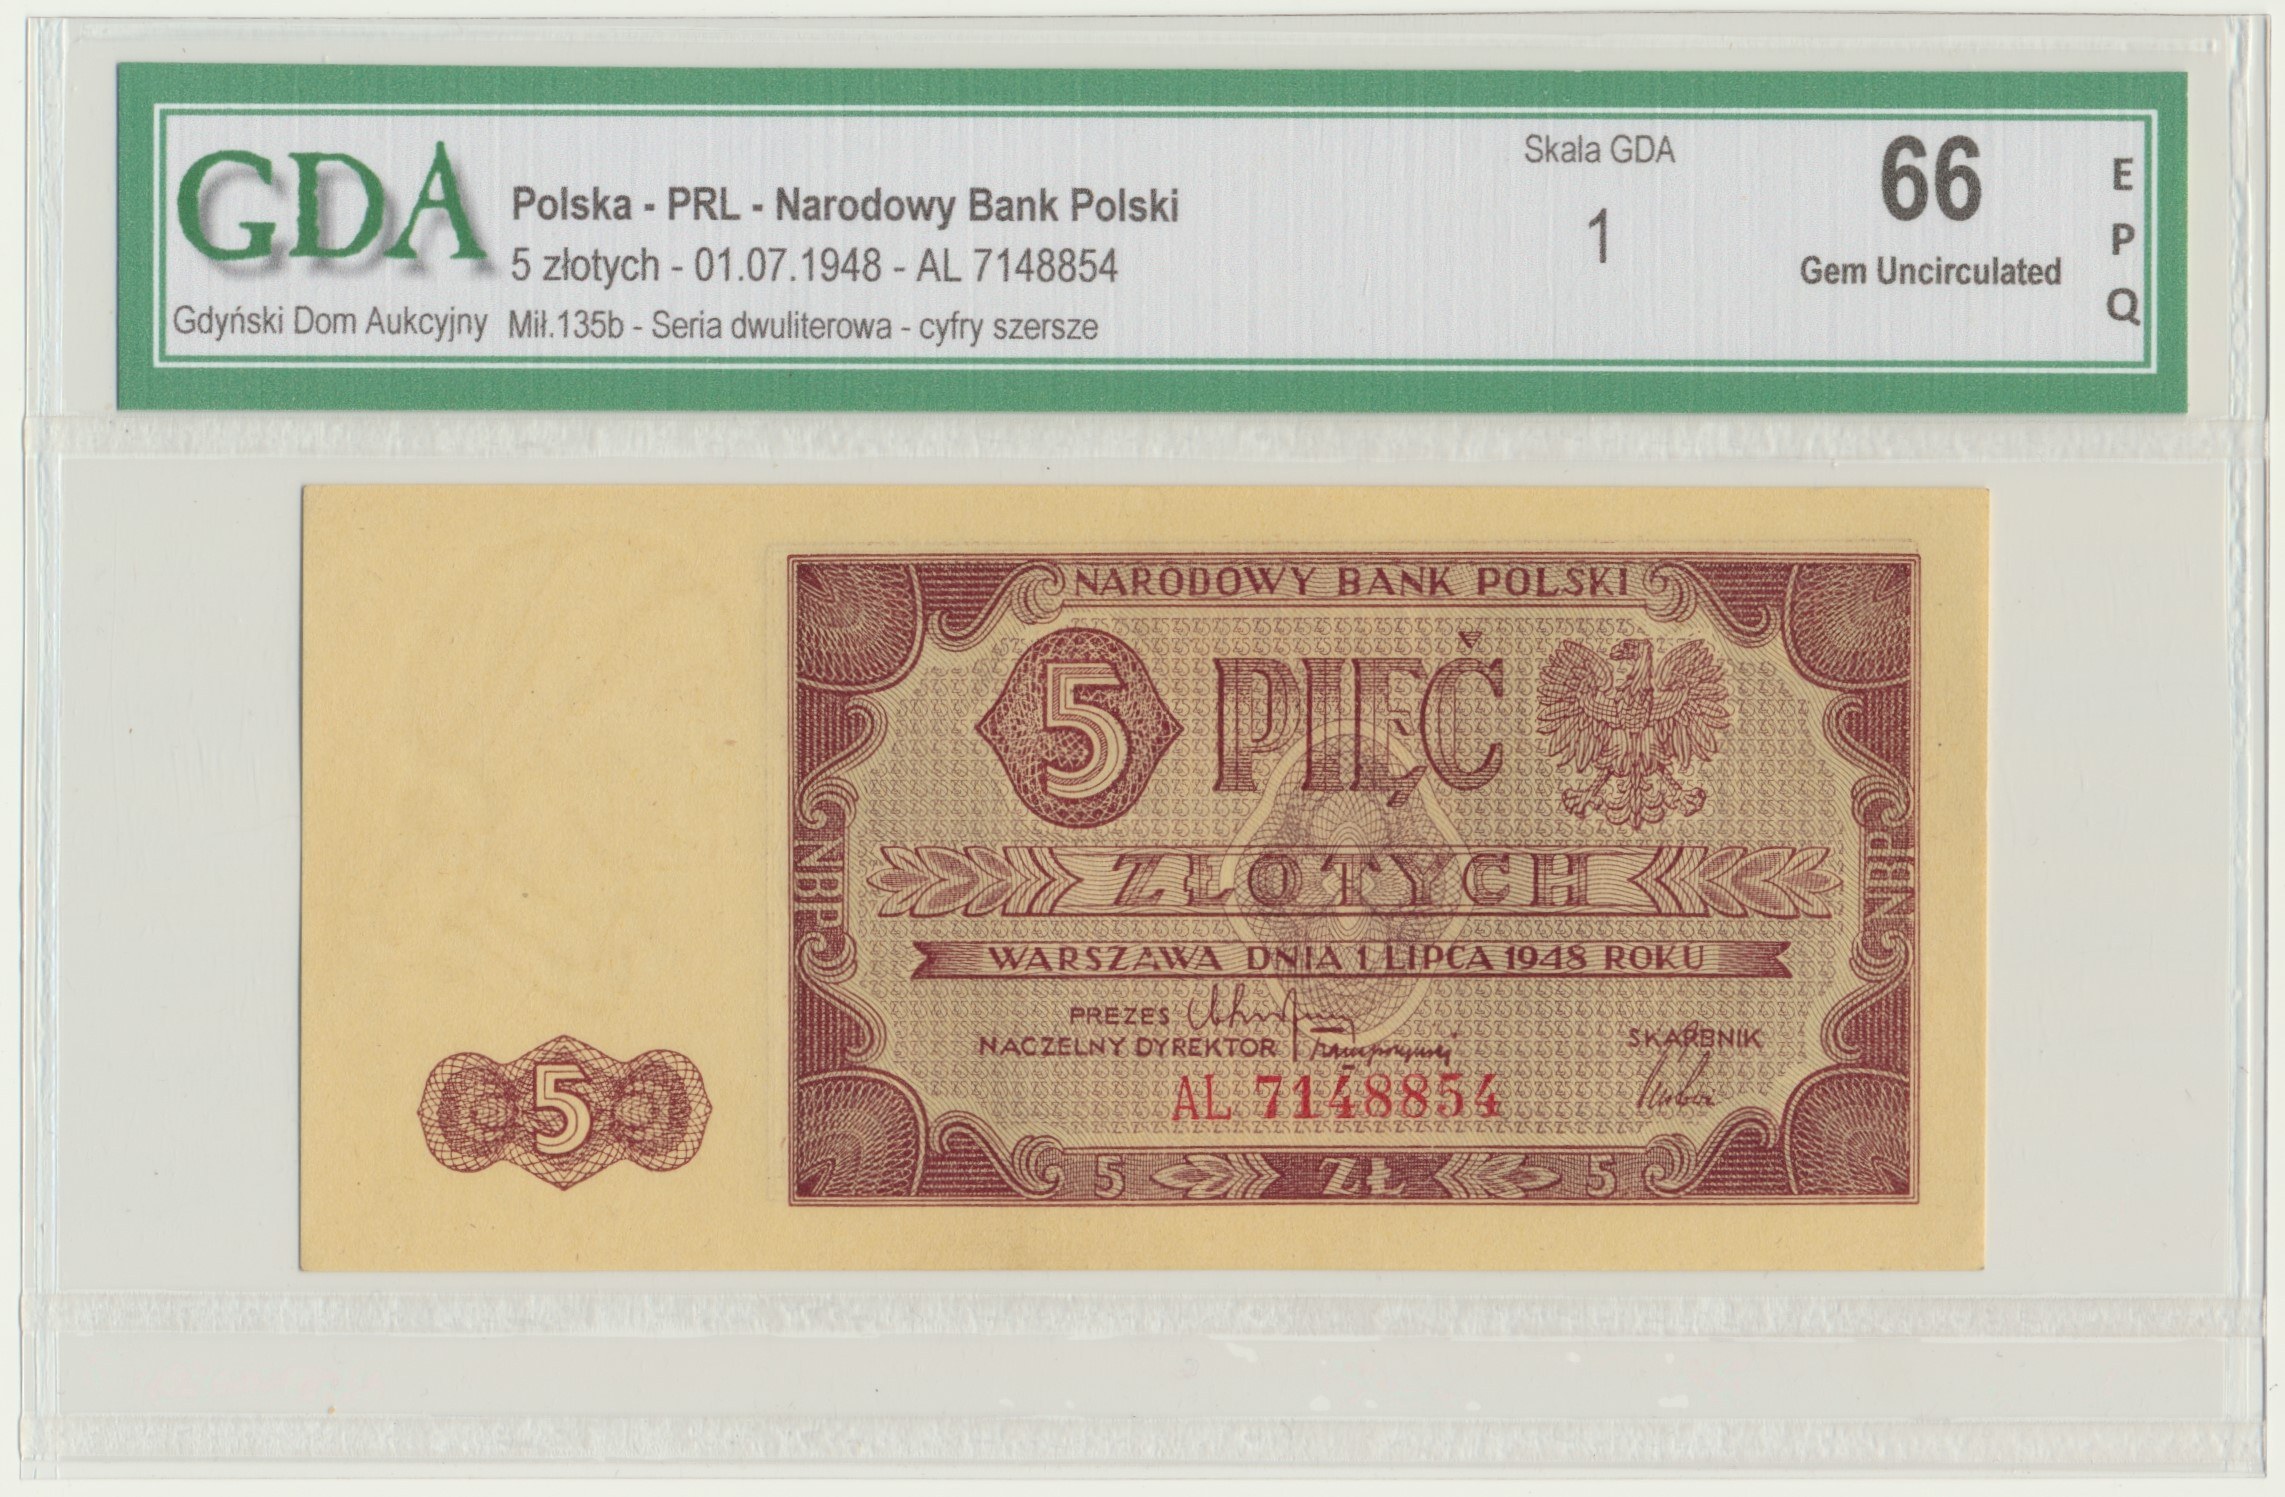 GDA
Gdyński Dom Aukcyjny
Polska - PRL - Narodowy Bank Polski
5 złotych - 01.07.1948 - AL 7148854
Mił.135b - Seria dwuliterowa - cyfry szersze
Skala GDA
1
66
Gem Uncirculated
E
P
Q
NARODOWY BANK POLSKI
5 PIĘĆ
ZŁOTYCH
NBP
NBP
WARSZAWA DNIA 1 LIPCA 1948 ROKU
PREZES
NACZELNY DYREKTOR
SKARBNIK
AL 7148854
5
5 ZŁ 5